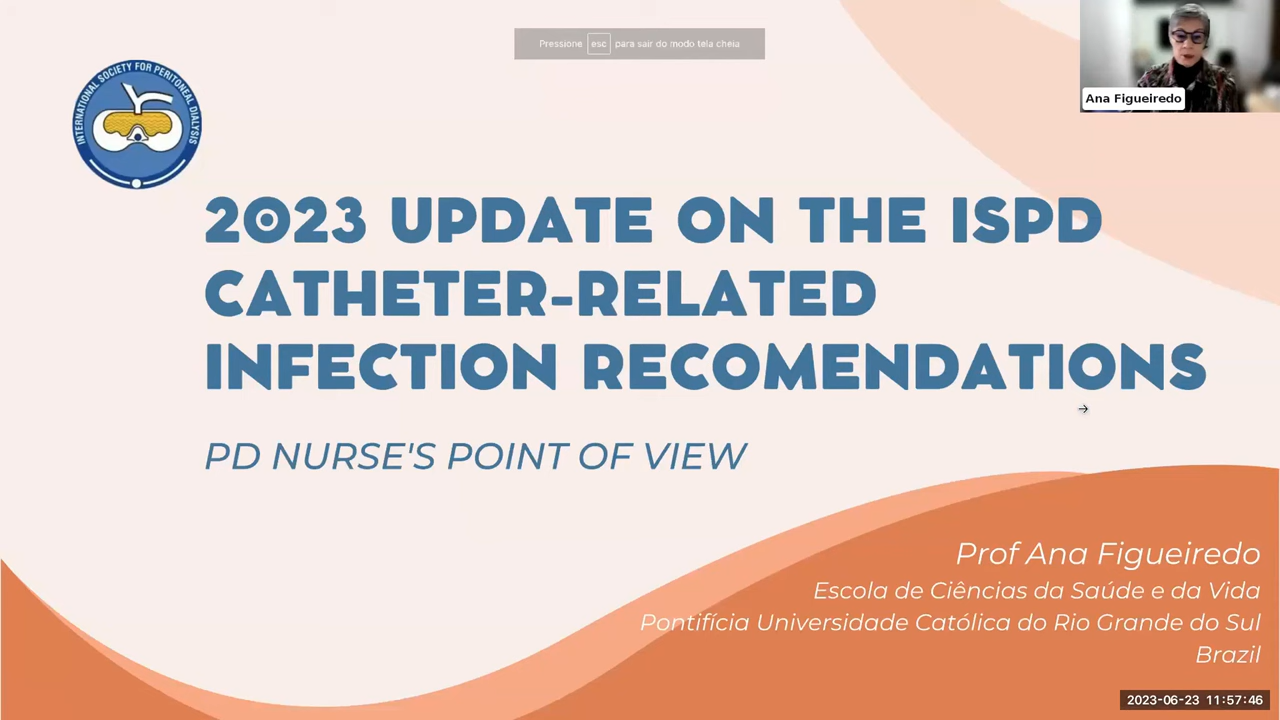 Pressione esc para sair do modo tela cheia
Ana Figueiredo
INTERNATIONAL SOCIETY FOR PERITONEAL DIALYSIS
2023 UPDATE ON THE ISPD
CATHETER-RELATED
INFECTION RECOMENDATIONS
PD NURSE'S POINT OF VIEW
Prof Ana Figueiredo
Escola de Ciências da Saúde e da Vida
Pontifícia Universidade Católica do Rio Grande do Sul
Brazil
2023-06-23 11:57:46